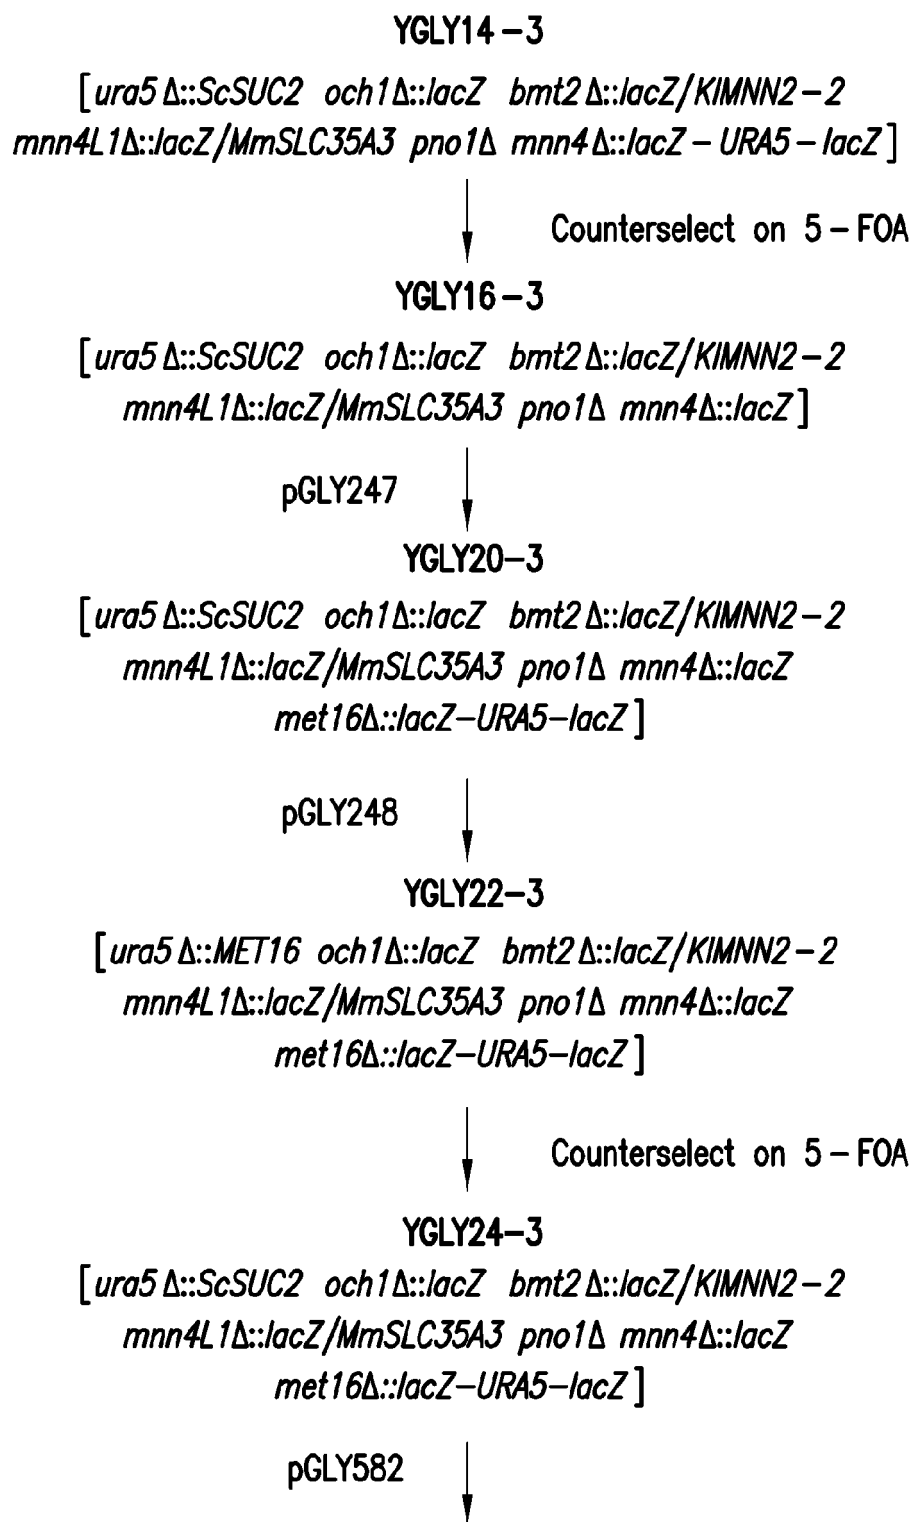 YGLY14-3
[ura5Δ::ScSUC2 och1Δ::lacZ bmt2Δ::lacZ/KlMNN2-2
mnn4L1Δ::lacZ/MmSLC35A3 pno1Δ mnn4Δ::lacZ-URA5-lacZ]
Counterselect on 5-FOA
YGLY16-3
[ura5Δ::ScSUC2 och1Δ::lacZ bmt2Δ::lacZ/KlMNN2-2
mnn4L1Δ::lacZ/MmSLC35A3 pno1Δ mnn4Δ::lacZ]
pGLY247
YGLY20-3
[ura5Δ::ScSUC2 och1Δ::lacZ bmt2Δ::lacZ/KlMNN2-2
mnn4L1Δ::lacZ/MmSLC35A3 pno1Δ mnn4Δ::lacZ
met16Δ::lacZ-URA5-lacZ]
pGLY248
YGLY22-3
[ura5Δ::MET16 och1Δ::lacZ bmt2Δ::lacZ/KlMNN2-2
mnn4L1Δ::lacZ/MmSLC35A3 pno1Δ mnn4Δ::lacZ
met16Δ::lacZ-URA5-lacZ]
Counterselect on 5-FOA
YGLY24-3
[ura5Δ::ScSUC2 och1Δ::lacZ bmt2Δ::lacZ/KlMNN2-2
mnn4L1Δ::lacZ/MmSLC35A3 pno1Δ mnn4Δ::lacZ
met16Δ::lacZ-URA5-lacZ]
pGLY582